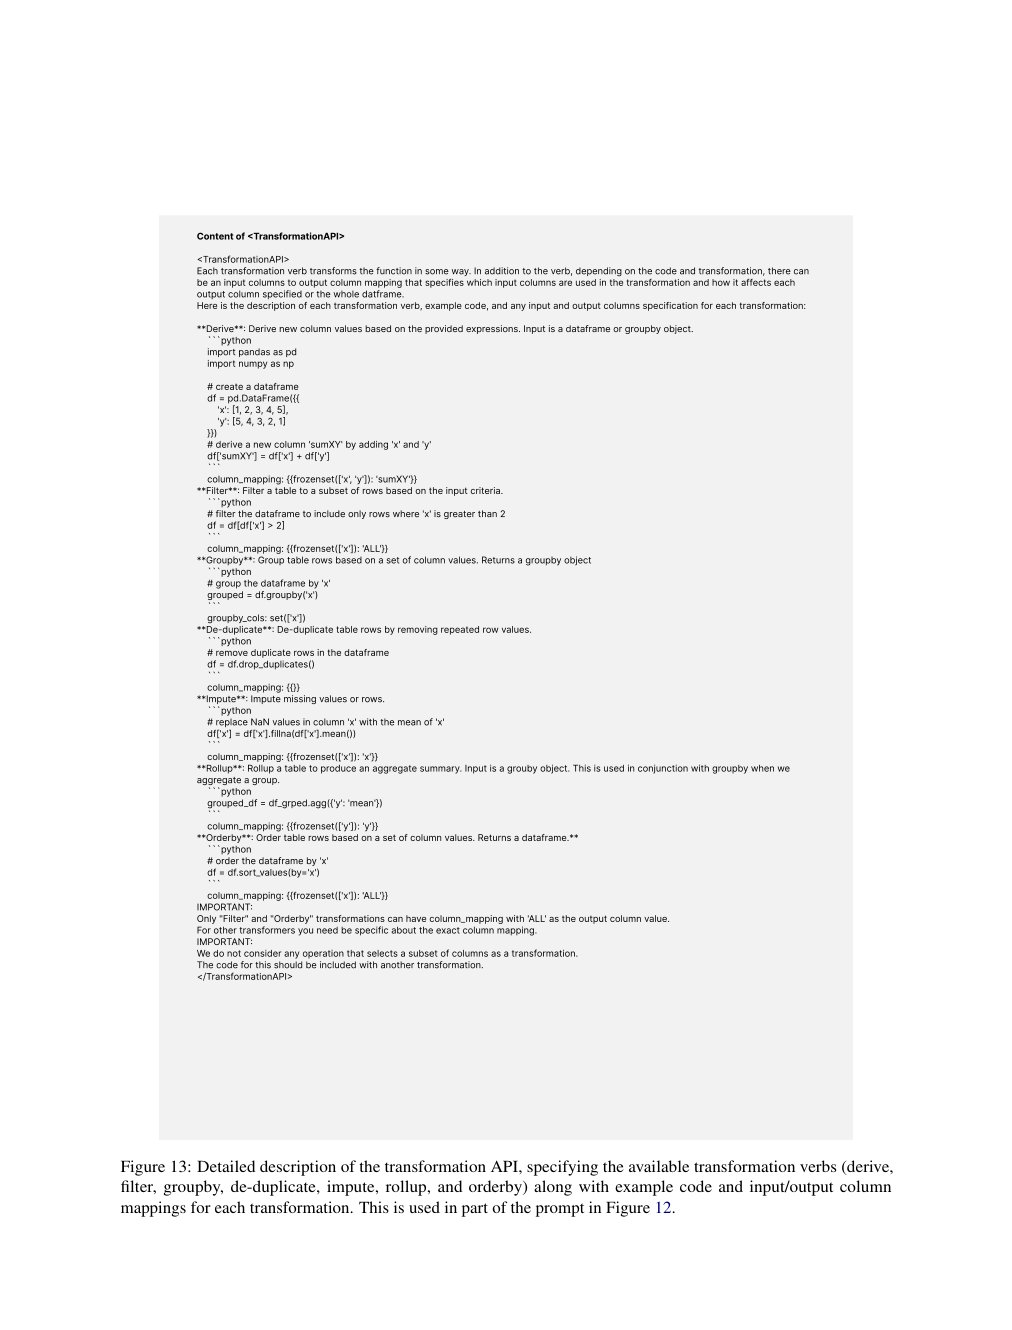 Content of <TransformationAPI>
<TransformationAPI>
Each transformation verb transforms the function in some way. In addition to the verb, depending on the code and transformation, there can
be an input columns to output column mapping that specifies which input columns are used in the transformation and how it affects each
output column specified or the whole datframe.
Here is the description of each transformation verb, example code, and any input and output columns specification for each transformation:
**Derive**: Derive new column values based on the provided expressions. Input is a dataframe or groupby object.
```python
import pandas as pd
import numpy as np
# create a dataframe
df = pd.DataFrame({{
'x': [1, 2, 3, 4, 5],
'y': [5, 4, 3, 2, 1]
}})
# derive a new column 'sumXY' by adding 'x' and 'y'
df['sumXY'] = df['x'] + df['y']
```
column_mapping: {{frozenset(['x', 'y']): 'sumXY'}}
**Filter**: Filter a table to a subset of rows based on the input criteria.
```python
# filter the dataframe to include only rows where 'x' is greater than 2
df = df[df['x'] > 2]
```
column_mapping: {{frozenset(['x']): 'ALL'}}
**Groupby**: Group table rows based on a set of column values. Returns a groupby object
```python
# group the dataframe by 'x'
grouped = df.groupby('x')
```
groupby_cols: set(['x'])
**De-duplicate**: De-duplicate table rows by removing repeated row values.
```python
# remove duplicate rows in the dataframe
df = df.drop_duplicates()
```
column_mapping: {{}}
**Impute**: Impute missing values or rows.
```python
# replace NaN values in column 'x' with the mean of 'x'
df['x'] = df['x'].fillna(df['x'].mean())
```
column_mapping: {{frozenset(['x']): 'x'}}
**Rollup**: Rollup a table to produce an aggregate summary. Input is a grouby object. This is used in conjunction with groupby when we
aggregate a group.
```python
grouped_df = df_grped.agg({'y': 'mean'})
```
column_mapping: {{frozenset(['y']): 'y'}}
**Orderby**: Order table rows based on a set of column values. Returns a dataframe.**
```python
# order the dataframe by 'x'
df = df.sort_values(by='x')
```
column_mapping: {{frozenset(['x']): 'ALL'}}
IMPORTANT:
Only "Filter" and "Orderby" transformations can have column_mapping with 'ALL' as the output column value.
For other transformers you need be specific about the exact column mapping.
IMPORTANT:
We do not consider any operation that selects a subset of columns as a transformation.
The code for this should be included with another transformation.
</TransformationAPI>
Figure 13: Detailed description of the transformation API, specifying the available transformation verbs (derive,
filter, groupby, de-duplicate, impute, rollup, and orderby) along with example code and input/output column
mappings for each transformation. This is used in part of the prompt in Figure 12.